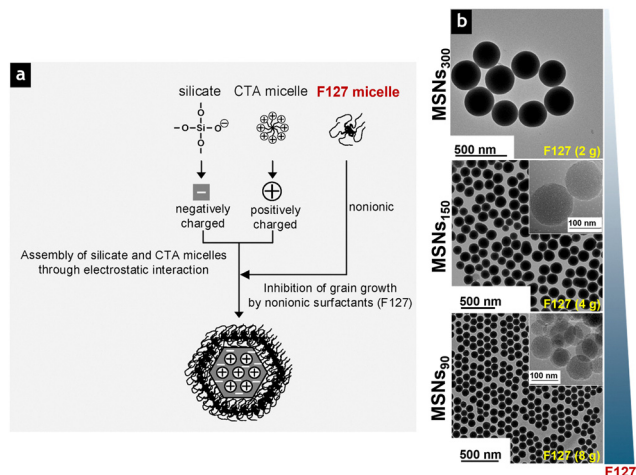 a
silicate
CTA micelle
F127 micelle
negatively
charged
positively
charged
nonionic
Assembly of silicate and CTA micelles
through electrostatic interaction
Inhibition of grain growth
by nonionic surfactants (F127)
b
MSNs300
500 nm
F127 (2 g)
MSNs150
100 nm
500 nm
F127 (4 g)
MSNs90
100 nm
500 nm
F127 (8 g)
F127